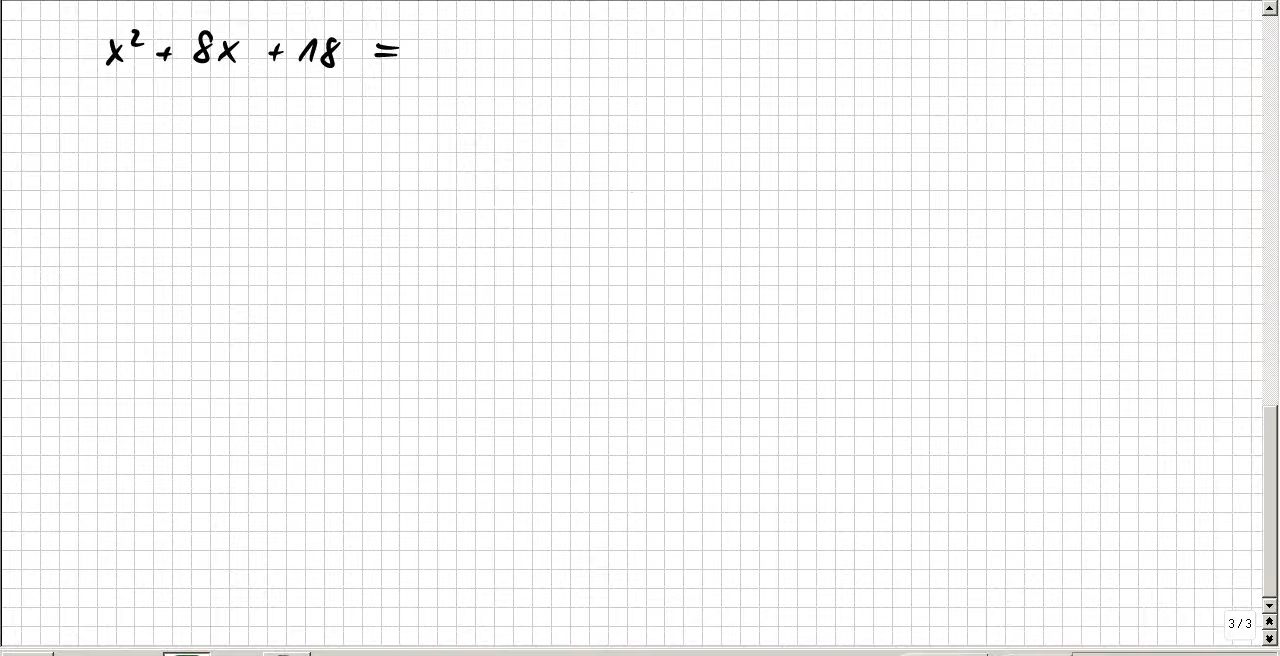 x² + 8x + 18 =
3/3